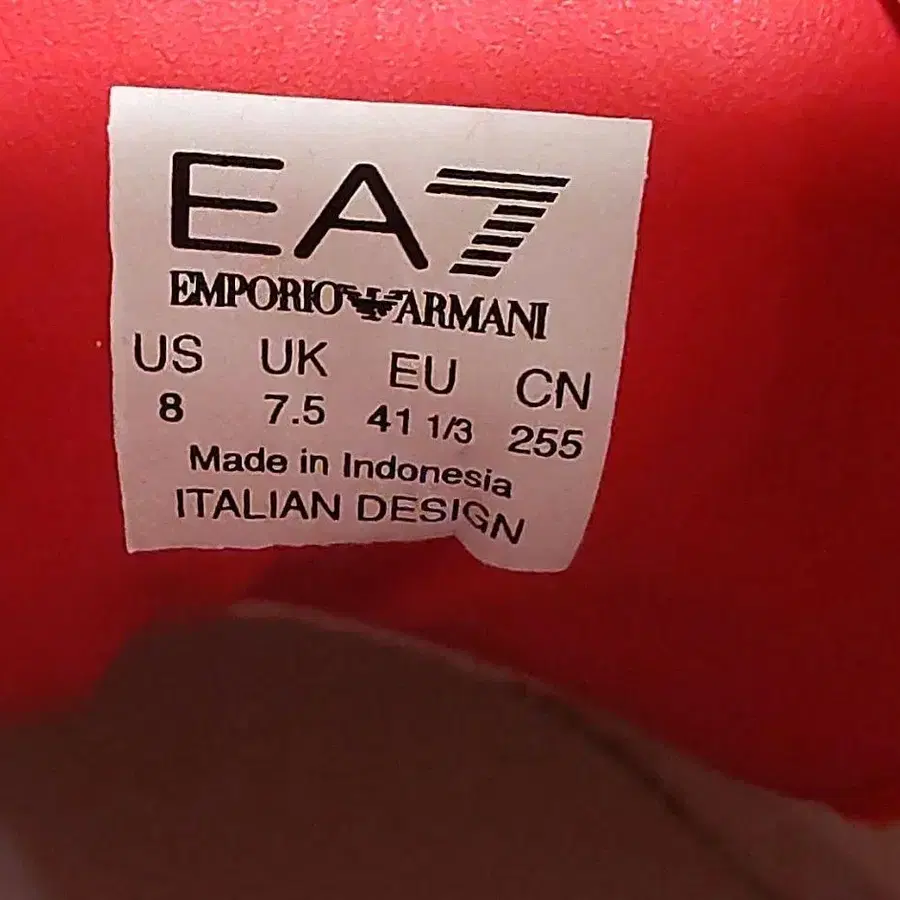 EA7
EMPORIO ARMANI
US UK EU CN
8 7.5 41 1/3 255
Made in Indonesia
ITALIAN DESIGN